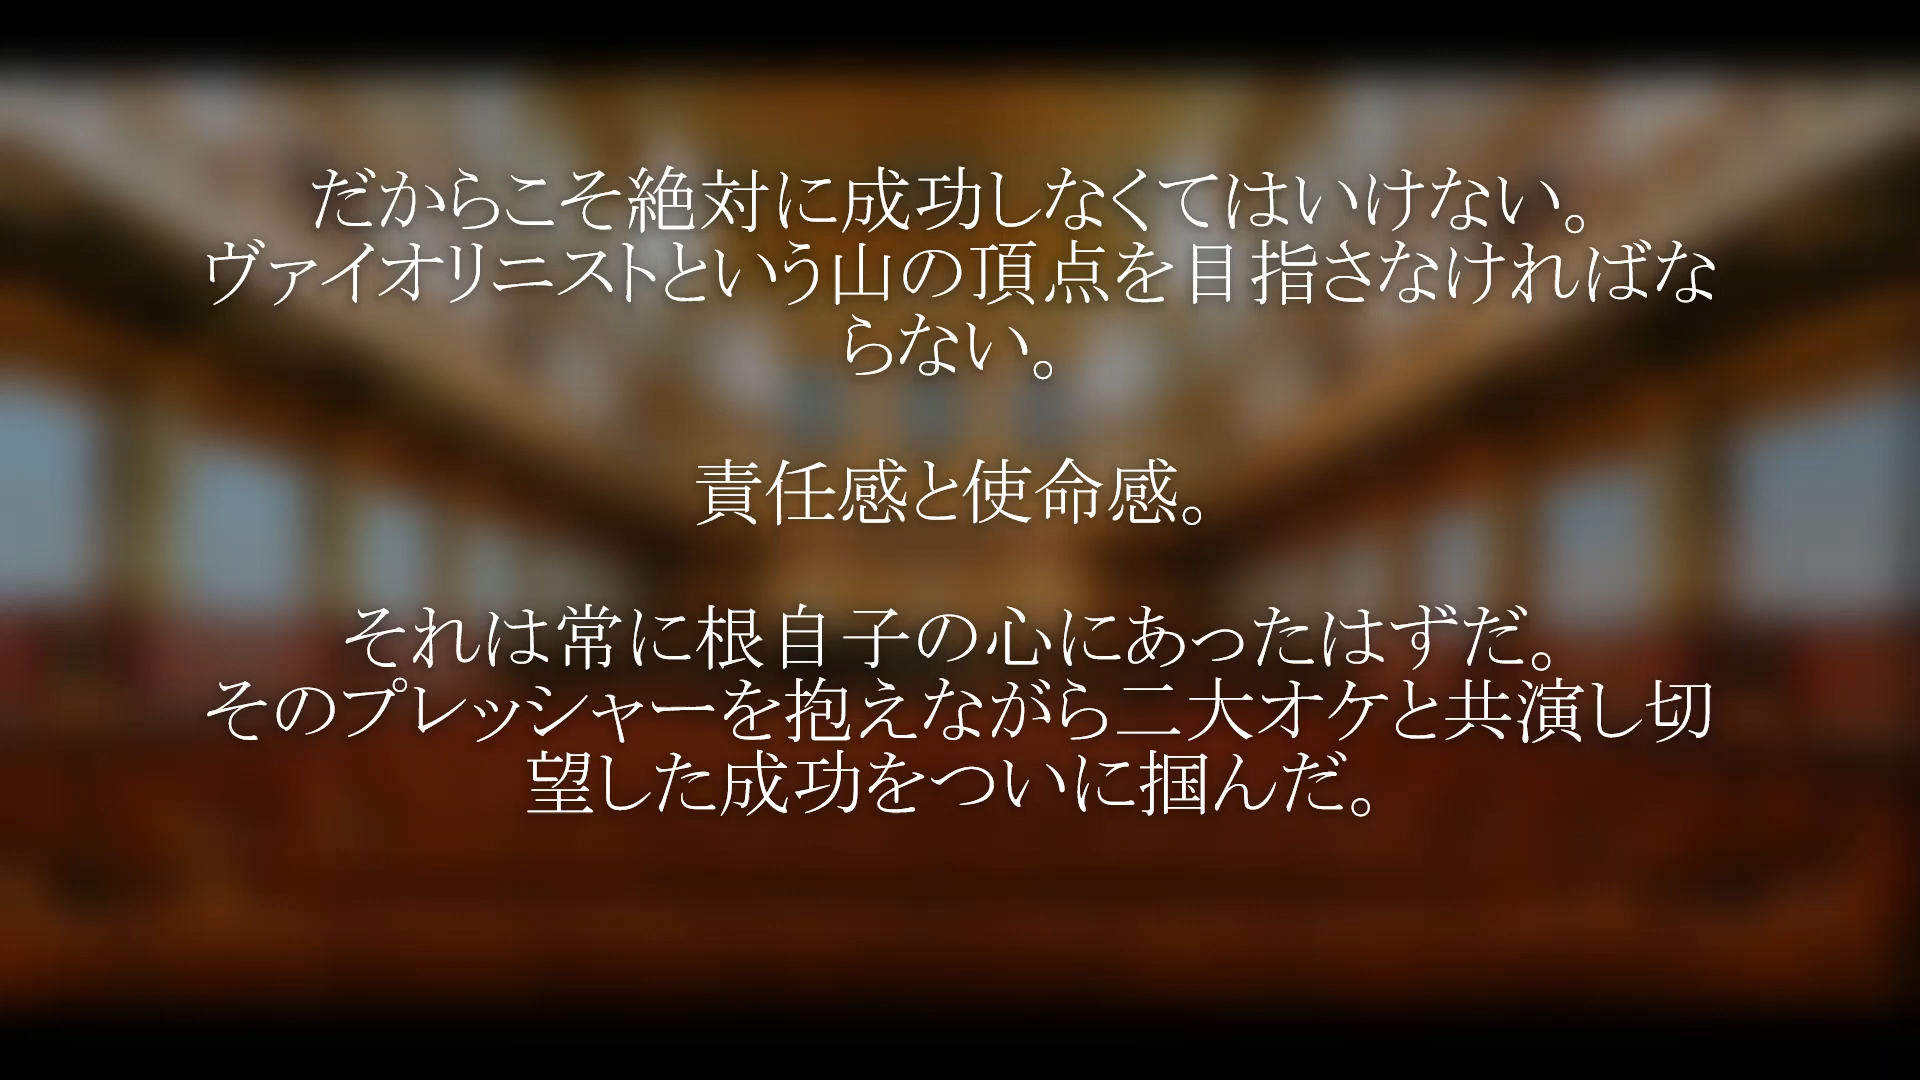 だからこそ絶対に成功しなくてはいけない。
ヴァイオリニストという山の頂点を目指さなければな
らない。
責任感と使命感。
それは常に根自子の心にあったはずだ。
そのプレッシャーを抱えながら二大オケと共演し切
望した成功をついに掴んだ。